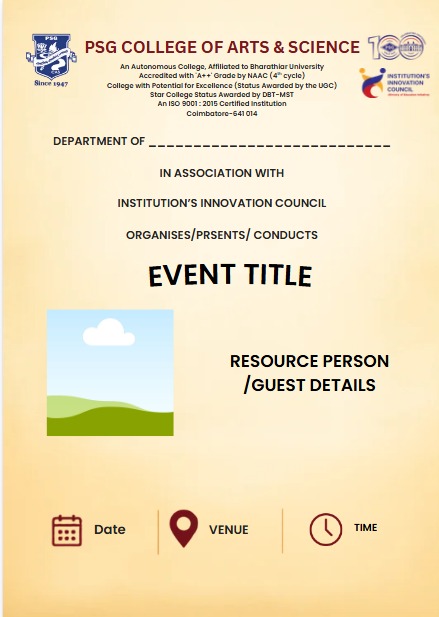 PSG
CAS
Since 1947
PSG COLLEGE OF ARTS & SCIENCE
100
An Autonomous College, Affiliated to Bharathiar University
Accredited with 'A++' Grade by NAAC (4th cycle)
College with Potential for Excellence (Status Awarded by the UGC)
Star College Status Awarded by DBT-MST
An ISO 9001 : 2015 Certified Institution
Coimbatore-641 014
INSTITUTION'S
INNOVATION
COUNCIL
DEPARTMENT OF ___________________________
IN ASSOCIATION WITH
INSTITUTION'S INNOVATION COUNCIL
ORGANISES/PRSENTS/ CONDUCTS
EVENT TITLE
RESOURCE PERSON
/GUEST DETAILS
Date
VENUE
TIME